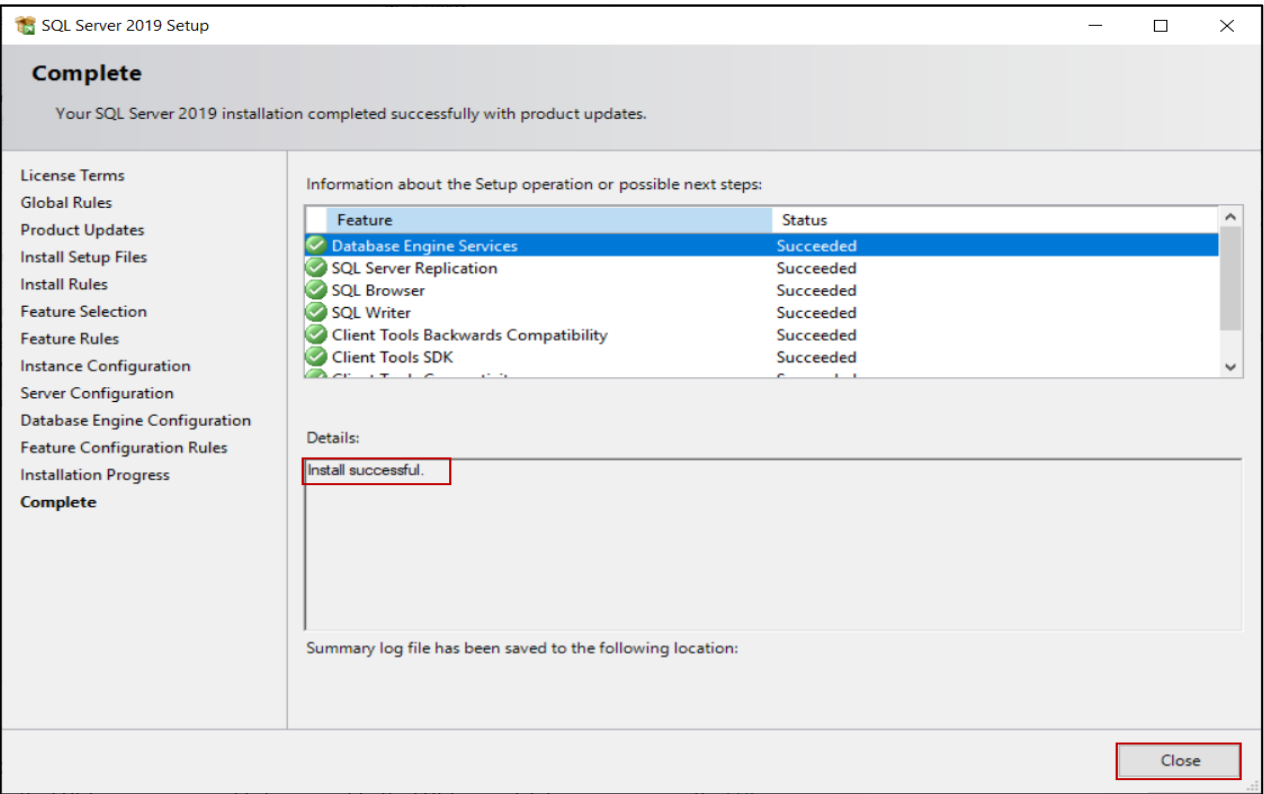 SQL Server 2019 Setup
Complete
Your SQL Server 2019 installation completed successfully with product updates.
License Terms
Global Rules
Product Updates
Install Setup Files
Install Rules
Feature Selection
Feature Rules
Instance Configuration
Server Configuration
Database Engine Configuration
Feature Configuration Rules
Installation Progress
Complete
Information about the Setup operation or possible next steps:
Feature Status
Database Engine Services Succeeded
SQL Server Replication Succeeded
SQL Browser Succeeded
SQL Writer Succeeded
Client Tools Backwards Compatibility Succeeded
Client Tools SDK Succeeded
Details:
Install successful.
Summary log file has been saved to the following location:
Close